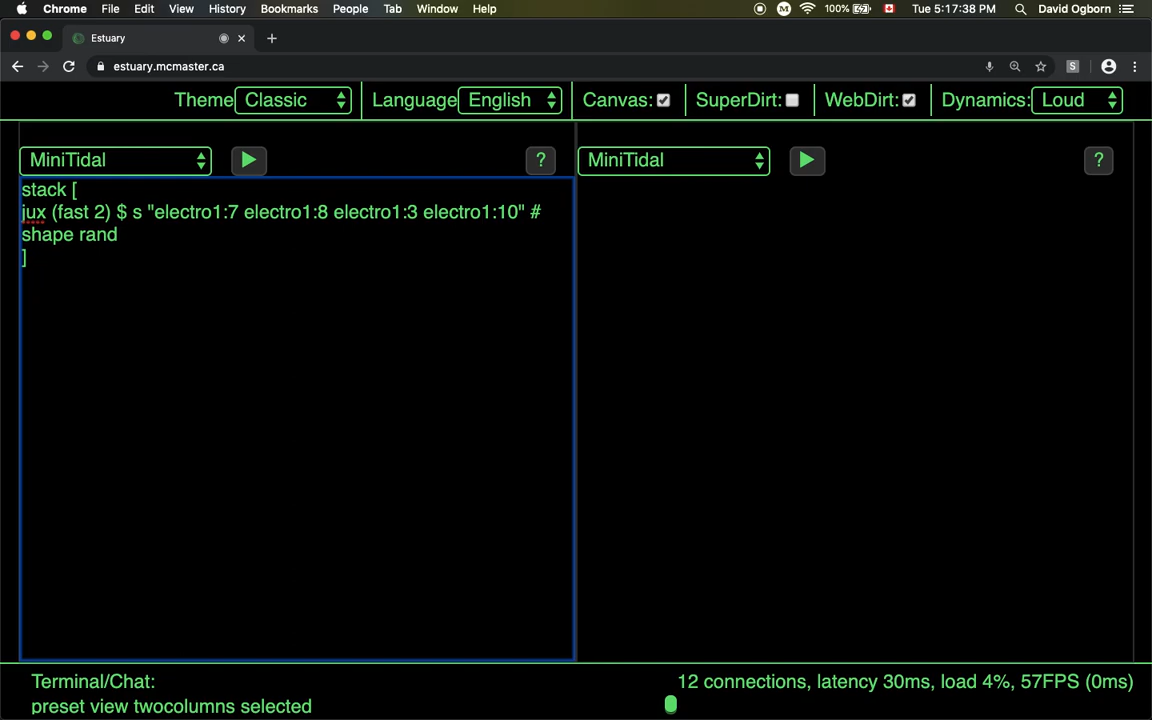 Chrome File Edit View History Bookmarks People Tab Window Help M 100% Tue 5:17:38 PM David Ogborn
Estuary
estuary.mcmaster.ca S
Theme Classic Language English Canvas: SuperDirt: WebDirt: Dynamics: Loud
MiniTidal ? MiniTidal ?
stack [
jux (fast 2) $ s "electro1:7 electro1:8 electro1:3 electro1:10" #
shape rand
]
Terminal/Chat: 12 connections, latency 30ms, load 4%, 57FPS (0ms)
preset view twocolumns selected